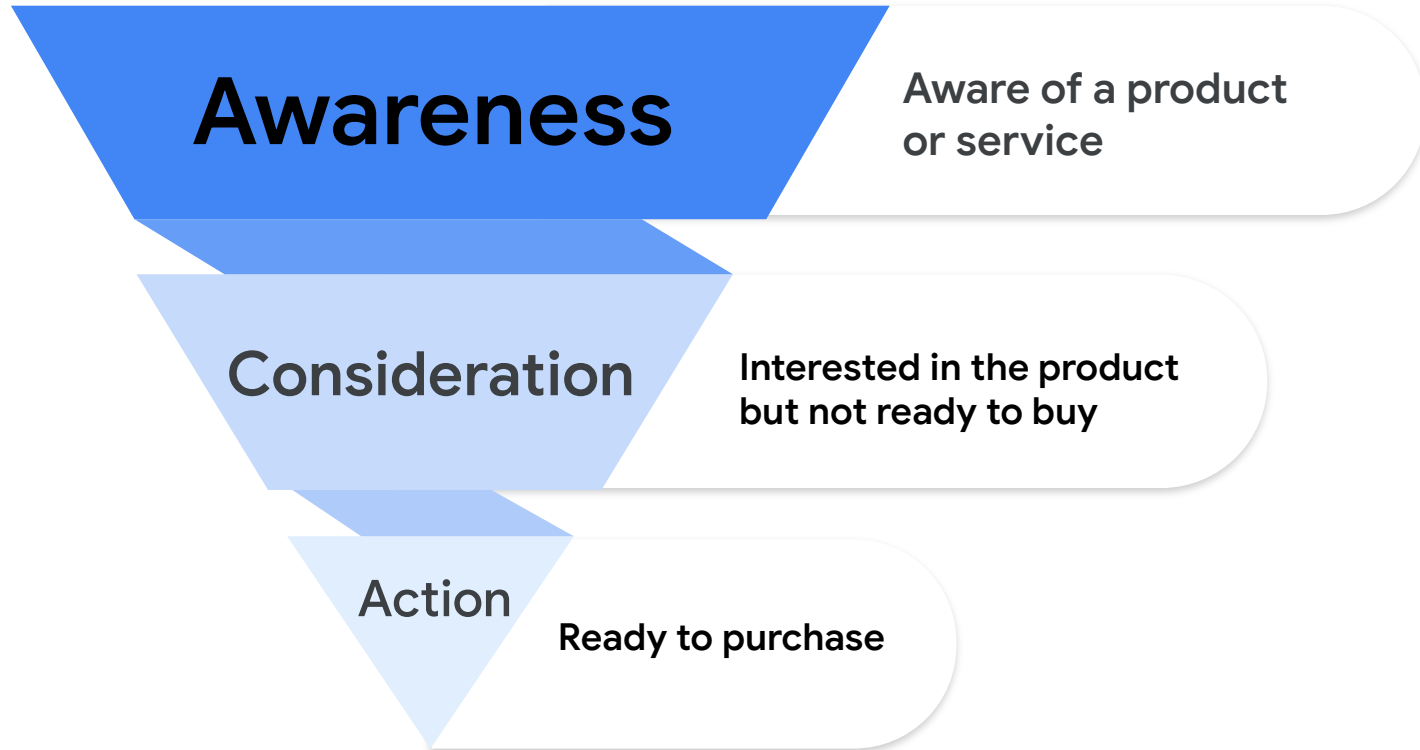 Awareness
Aware of a product
or service
Consideration
Interested in the product
but not ready to buy
Action
Ready to purchase